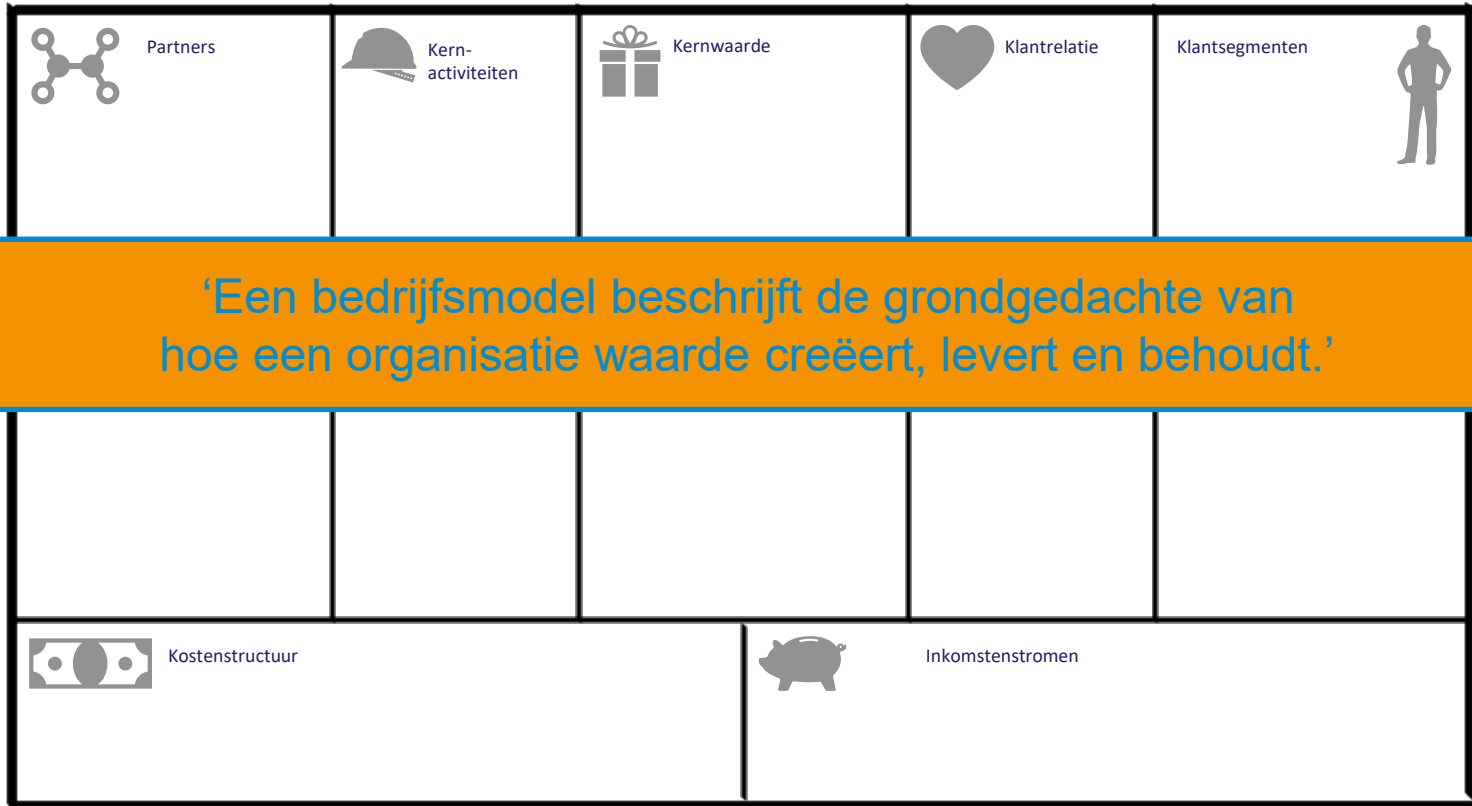 Partners
Kern-
activiteiten
Kernwaarde
Klantrelatie
Klantsegmenten
‘Een bedrijfsmodel beschrijft de grondgedachte van
hoe een organisatie waarde creëert, levert en behoudt.’
Kostenstructuur
Inkomstenstromen